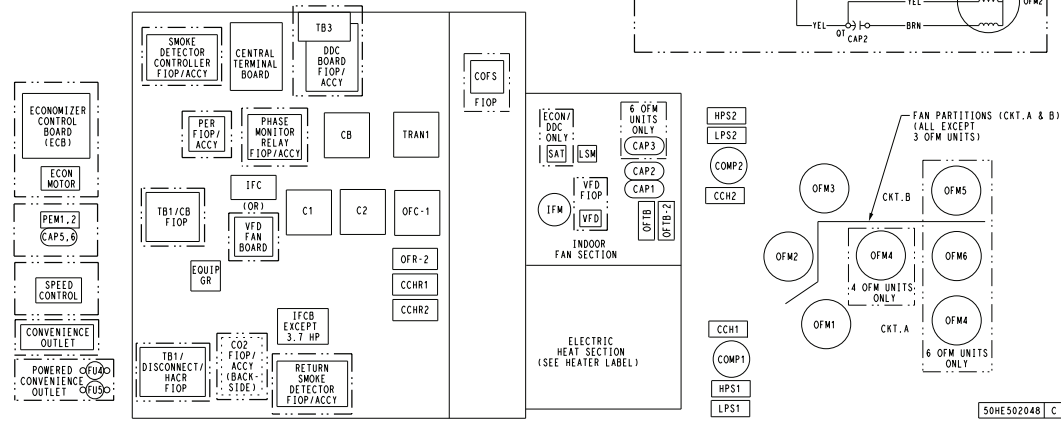 YEL
OFM2
YEL
QT
CAP2
BRN
SMOKE
DETECTOR
CONTROLLER
FIOP/ACCY
CENTRAL
TERMINAL
BOARD
TB3
DDC
BOARD
FIOP/
ACCY
COFS
FIOP
ECONOMIZER
CONTROL
BOARD
(ECB)
ECON
MOTOR
PEM1,2
CAP5,6
SPEED
CONTROL
CONVENIENCE
OUTLET
POWERED
CONVENIENCE
OUTLET
FU4
FU5
PER
FIOP/
ACCY
PHASE
MONITOR
RELAY
FIOP/ACCY
CB
TRAN1
TB1/CB
FIOP
IFC
(OR)
VFD
FAN
BOARD
C1
C2
OFC-1
EQUIP
GR
OFR-2
CCHR1
CCHR2
IFCB
EXCEPT
3.7 HP
TB1/
DISCONNECT/
HACR
FIOP
CO2
FIOP/
ACCY
(BACK-
SIDE)
RETURN
SMOKE
DETECTOR
FIOP/ACCY
ECON/
DDC
ONLY
SAT
LSM
6 OFM
UNITS
ONLY
CAP3
CAP2
CAP1
IFM
VFD
FIOP
VFD
OFTB
OFTB-2
INDOOR
FAN SECTION
ELECTRIC
HEAT SECTION
(SEE HEATER LABEL)
HPS2
LPS2
COMP2
CCH2
CCH1
COMP1
HPS1
LPS1
FAN PARTITIONS (CKT.A & B)
(ALL EXCEPT
3 OFM UNITS)
OFM3
CKT.B
OFM5
OFM2
OFM4
4 OFM UNITS
ONLY
OFM6
OFM1
CKT.A
OFM4
6 OFM UNITS
ONLY
50HE502048 C